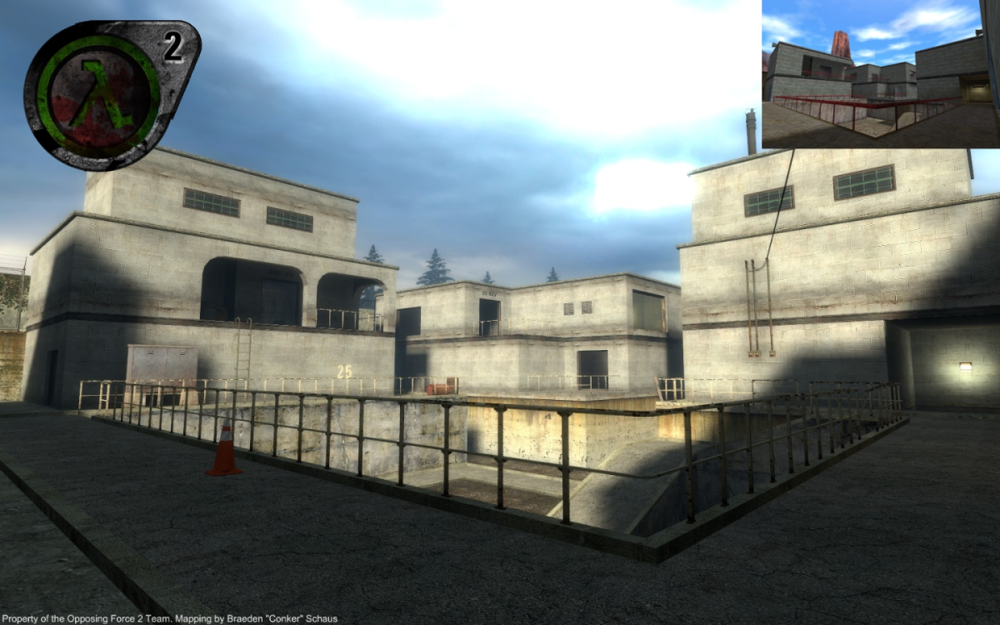 2
25
Property of the Opposing Force 2 Team. Mapping by Braeden "Conker" Schaus